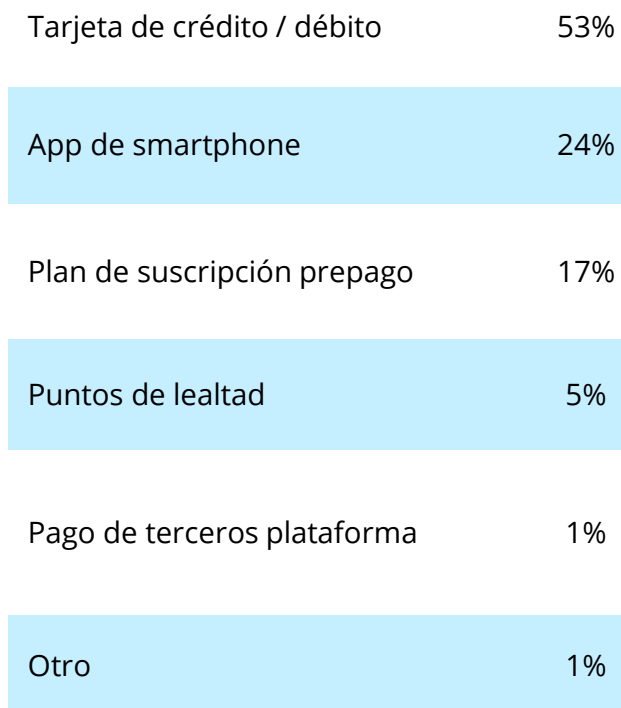 Tarjeta de crédito / débito 53%
App de smartphone 24%
Plan de suscripción prepago 17%
Puntos de lealtad 5%
Pago de terceros plataforma 1%
Otro 1%